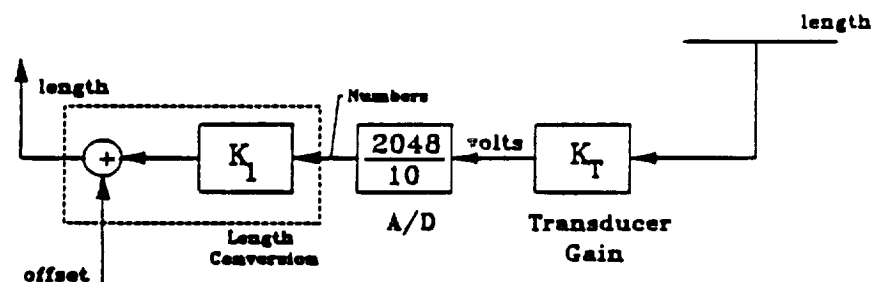 length
length
Numbers
K1
2048
10
volts
KT
A/D
Transducer
Gain
+
Length
Conversion
offset